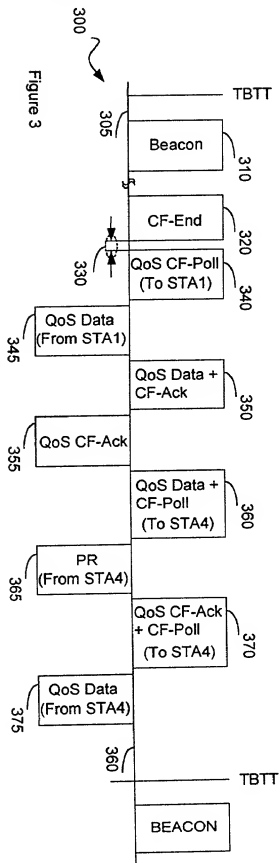 Figure 3
300
TBTT
305
Beacon
310
CF-End
320
330
QoS CF-Poll
(To STA1)
340
QoS Data
(From STA1)
345
QoS Data +
CF-Ack
350
QoS CF-Ack
355
QoS Data +
CF-Poll
(To STA4)
360
PR
(From STA4)
365
QoS CF-Ack
+ CF-Poll
(To STA4)
370
QoS Data
(From STA4)
375
360
TBTT
BEACON